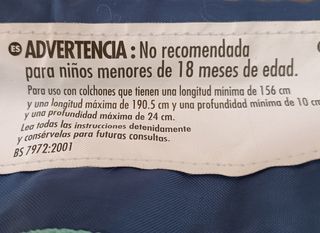 ES ADVERTENCIA : No recomendada
para niños menores de 18 meses de edad.
Para uso con colchones que tienen una longitud mínima de 156 cm
y una longitud máxima de 190.5 cm y una profundidad mínima de 10 cm
y una profundidad máxima de 24 cm.
Lea todas las instrucciones detenidamente
y consérvelas para futuras consultas.
BS 7972:2001